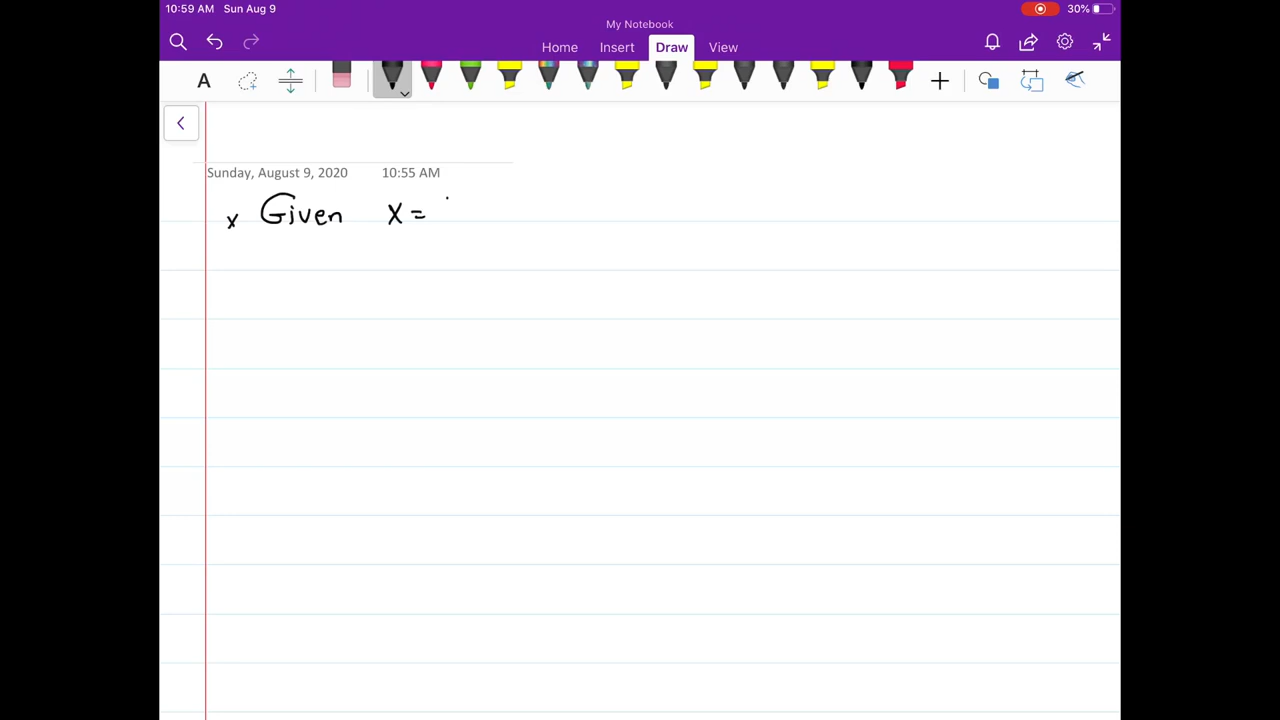 10:59 AM Sun Aug 9 30%
My Notebook
Home Insert Draw View
A
Sunday, August 9, 2020 10:55 AM
x Given x =